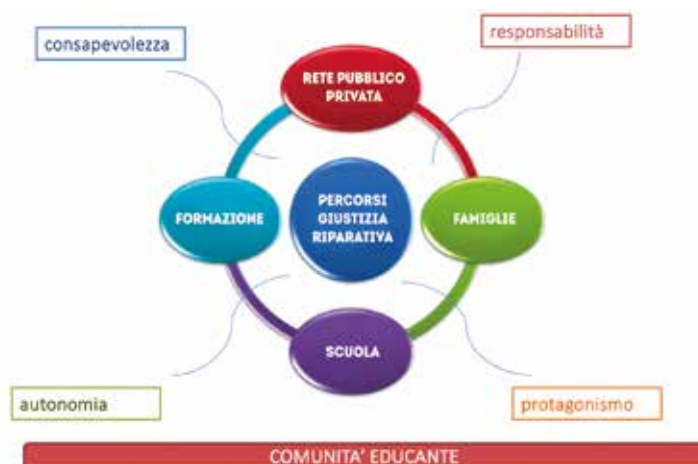 consapevolezza
responsabilità
RETE PUBBLICO
PRIVATA
FORMAZIONE
PERCORSI
GIUSTIZIA
RIPARATIVA
FAMIGLIE
SCUOLA
autonomia
protagonismo
COMUNITA' EDUCANTE